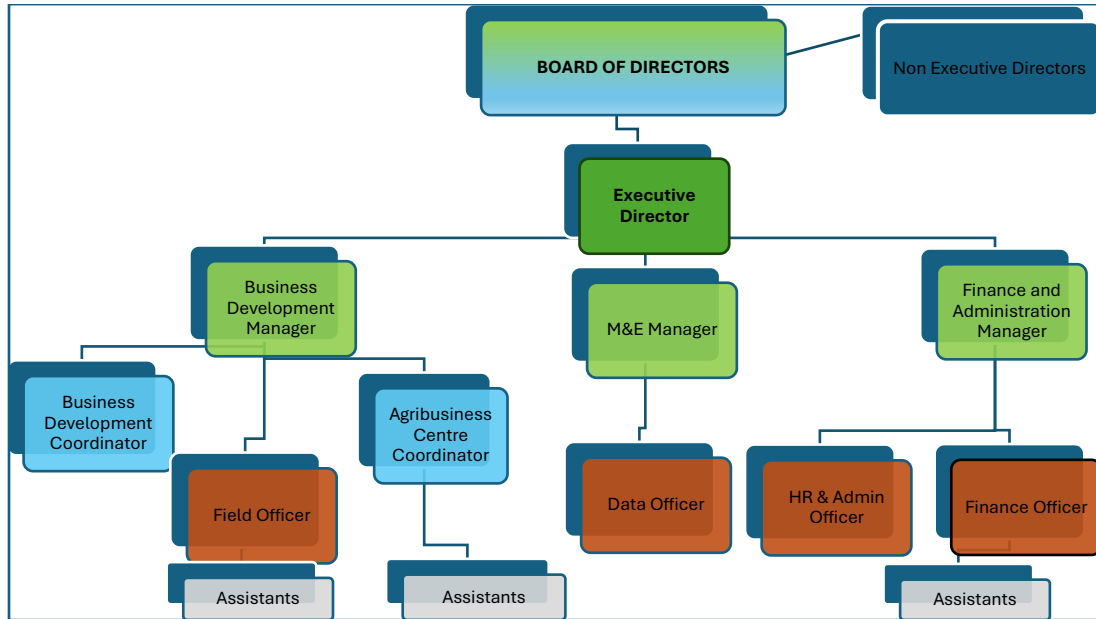 BOARD OF DIRECTORS
Non Executive Directors
Executive
Director
Business
Development
Manager
M&E Manager
Finance and
Administration
Manager
Business
Development
Coordinator
Agribusiness
Centre
Coordinator
Field Officer
Data Officer
HR & Admin
Officer
Finance Officer
Assistants
Assistants
Assistants